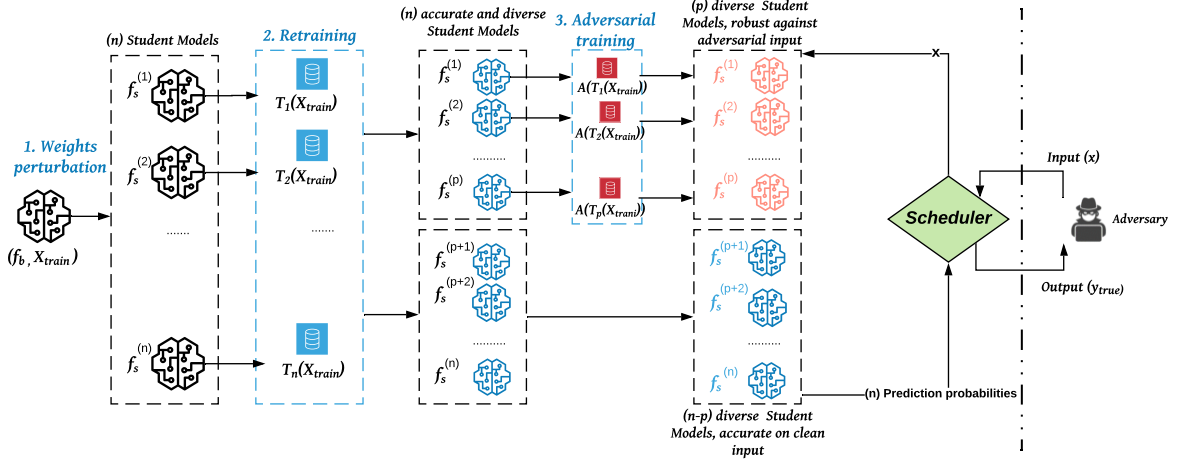 1. Weights
perturbation
(f_b, X_train)
(n) Student Models
f_s^(1)
f_s^(2)
.......
f_s^(n)
2. Retraining
T_1(X_train)
T_2(X_train)
.......
T_n(X_train)
(n) accurate and diverse
Student Models
f_s^(1)
f_s^(2)
..........
f_s^(p)
f_s^(p+1)
f_s^(p+2)
..........
f_s^(n)
3. Adversarial
training
A(T_1(X_train))
A(T_2(X_train))
..........
A(T_p(X_trani))
(p) diverse Student
Models, robust against
adversarial input
f_s^(1)
f_s^(2)
..........
f_s^(p)
f_s^(p+1)
f_s^(p+2)
..........
f_s^(n)
(n-p) diverse Student
Models, accurate on clean
input
x
Scheduler
(n) Prediction probabilities
Input (x)
Adversary
Output (y_true)